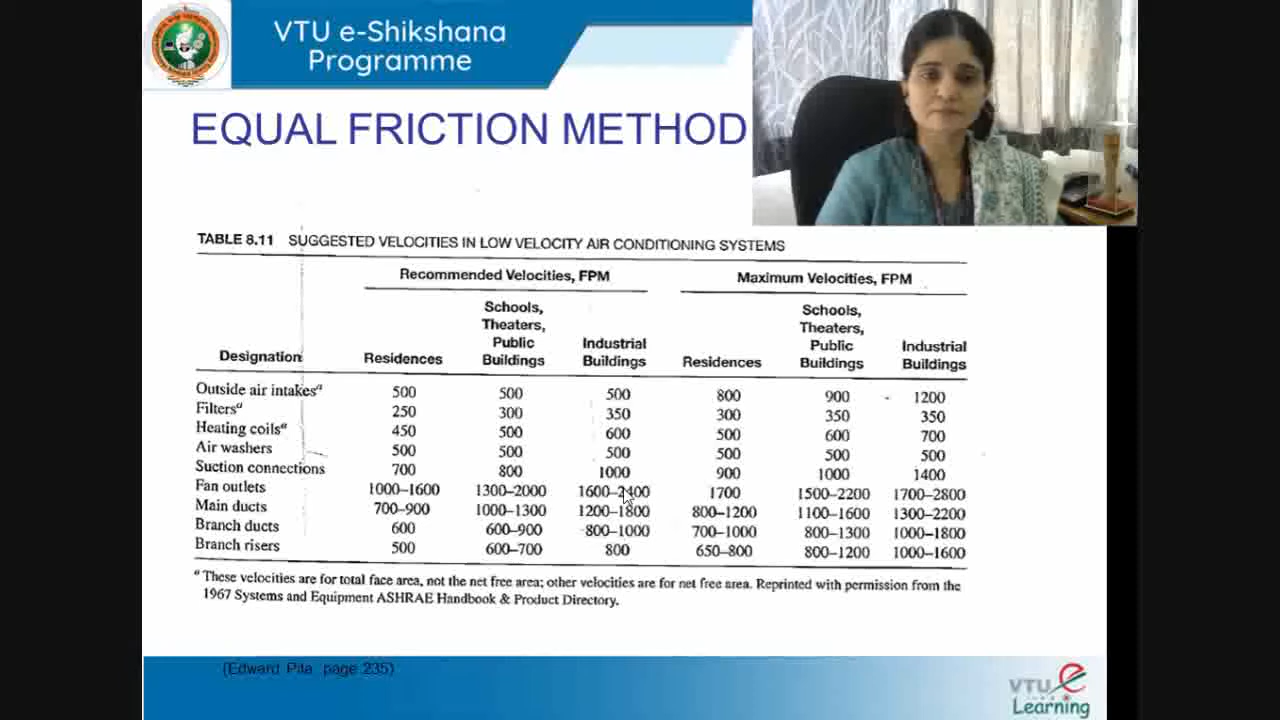 VTU e-Shikshana
Programme
EQUAL FRICTION METHOD
TABLE 8.11 SUGGESTED VELOCITIES IN LOW VELOCITY AIR CONDITIONING SYSTEMS
Recommended Velocities, FPM Maximum Velocities, FPM
Designation Residences Schools, Theaters, Public Buildings Industrial Buildings Residences Schools, Theaters, Public Buildings Industrial Buildings
Outside air intakesᵃ 500 500 500 800 900 1200
Filtersᵃ 250 300 350 300 350 350
Heating coilsᵃ 450 500 600 500 600 700
Air washers 500 500 500 500 500 500
Suction connections 700 800 1000 900 1000 1400
Fan outlets 1000–1600 1300–2000 1600–2400 1700 1500–2200 1700–2800
Main ducts 700–900 1000–1300 1200–1800 800–1200 1100–1600 1300–2200
Branch ducts 600 600–900 800–1000 700–1000 800–1300 1000–1800
Branch risers 500 600–700 800 650–800 800–1200 1000–1600
ᵃ These velocities are for total face area, not the net free area; other velocities are for net free area. Reprinted with permission from the
1967 Systems and Equipment ASHRAE Handbook & Product Directory.
(Edward Pita page 235)
VTU e
Learning